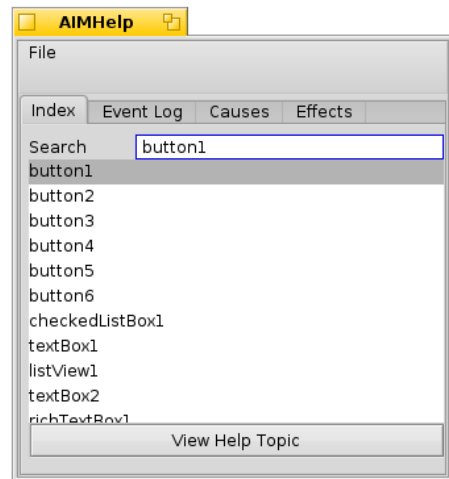 AIMHelp
File
Index Event Log Causes Effects
Search button1
button1
button2
button3
button4
button5
button6
checkedListBox1
textBox1
listView1
textBox2
richTextBox1
View Help Topic